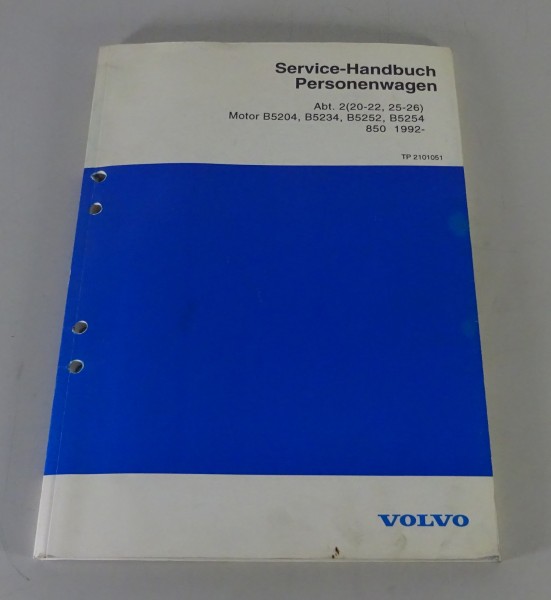 Service-Handbuch
Personenwagen
Abt. 2(20-22, 25-26)
Motor B5204, B5234, B5252, B5254
850 1992-
TP 2101051
VOLVO